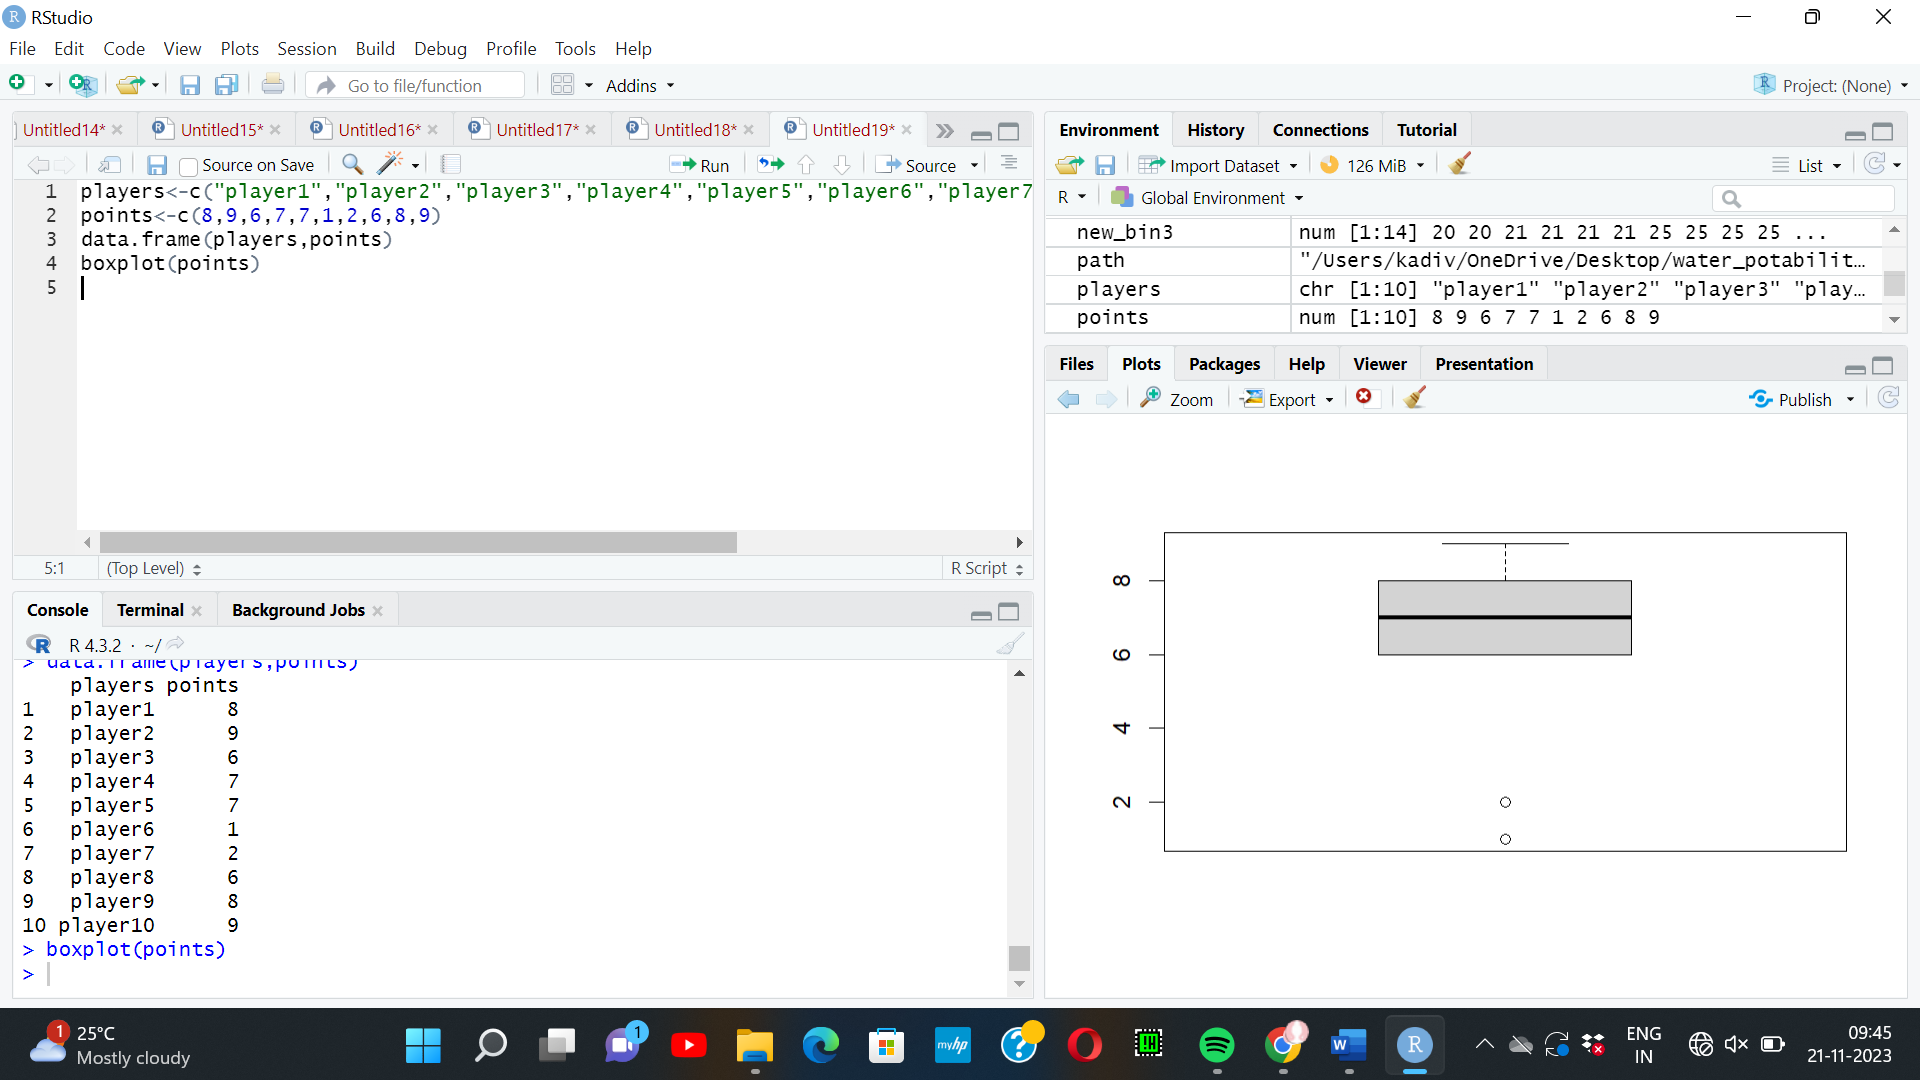 RStudio
File Edit Code View Plots Session Build Debug Profile Tools Help
Go to file/function Addins Project: (None)
Untitled14* Untitled15* Untitled16* Untitled17* Untitled18* Untitled19*
Source on Save Run Source
1 players<-c("player1","player2","player3","player4","player5","player6","player7
2 points<-c(8,9,6,7,7,1,2,6,8,9)
3 data.frame(players,points)
4 boxplot(points)
5
5:1 (Top Level) R Script
Console Terminal Background Jobs
R 4.3.2 · ~/
> data.frame(players,points)
players points
1 player1 8
2 player2 9
3 player3 6
4 player4 7
5 player5 7
6 player6 1
7 player7 2
8 player8 6
9 player9 8
10 player10 9
> boxplot(points)
>
Environment History Connections Tutorial
Import Dataset 126 MiB List
R Global Environment
new_bin3 num [1:14] 20 20 21 21 21 21 25 25 25 25 ...
path "/Users/kadiv/OneDrive/Desktop/water_potabilit…
players chr [1:10] "player1" "player2" "player3" "play…
points num [1:10] 8 9 6 7 7 1 2 6 8 9
Files Plots Packages Help Viewer Presentation
Zoom Export Publish
8
6
4
2
1 25°C
Mostly cloudy
1
myhp
W
R
ENG
IN
09:45
21-11-2023